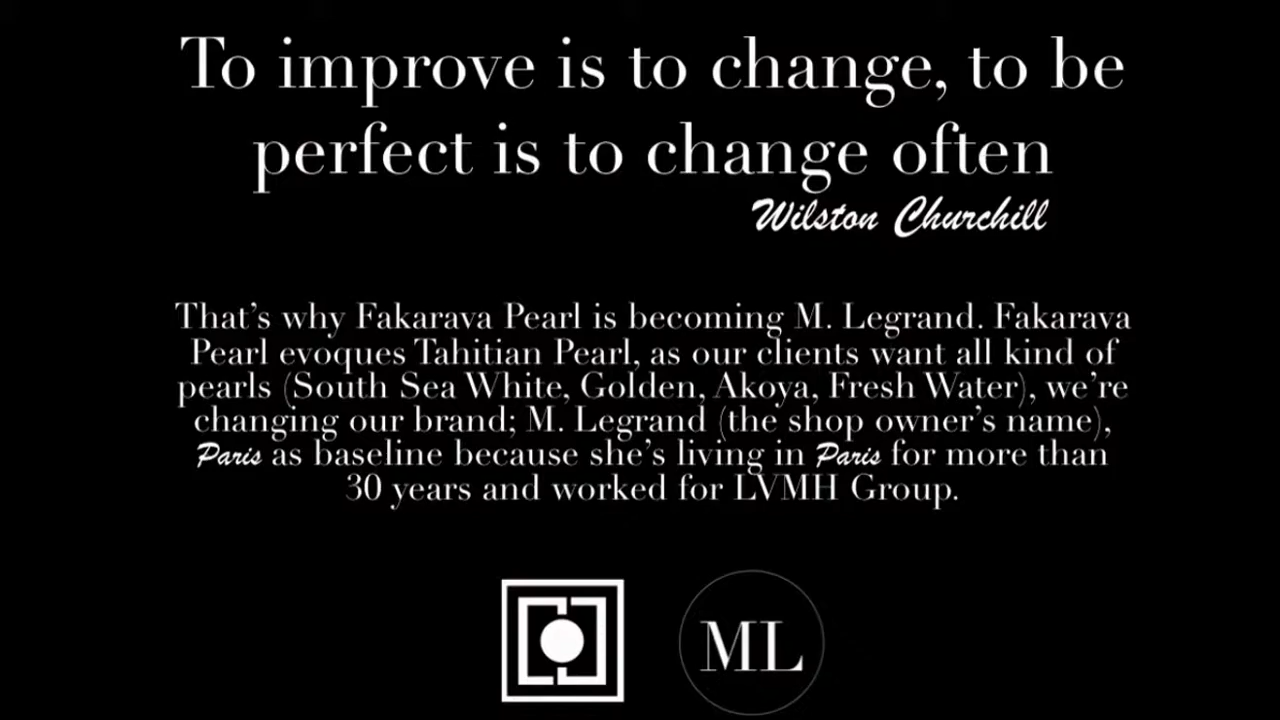 To improve is to change, to be
perfect is to change often
Wilston Churchill
That's why Fakarava Pearl is becoming M. Legrand. Fakarava
Pearl evoques Tahitian Pearl, as our clients want all kind of
pearls (South Sea White, Golden, Akoya, Fresh Water), we're
changing our brand; M. Legrand (the shop owner's name),
Paris as baseline because she's living in Paris for more than
30 years and worked for LVMH Group.
ML